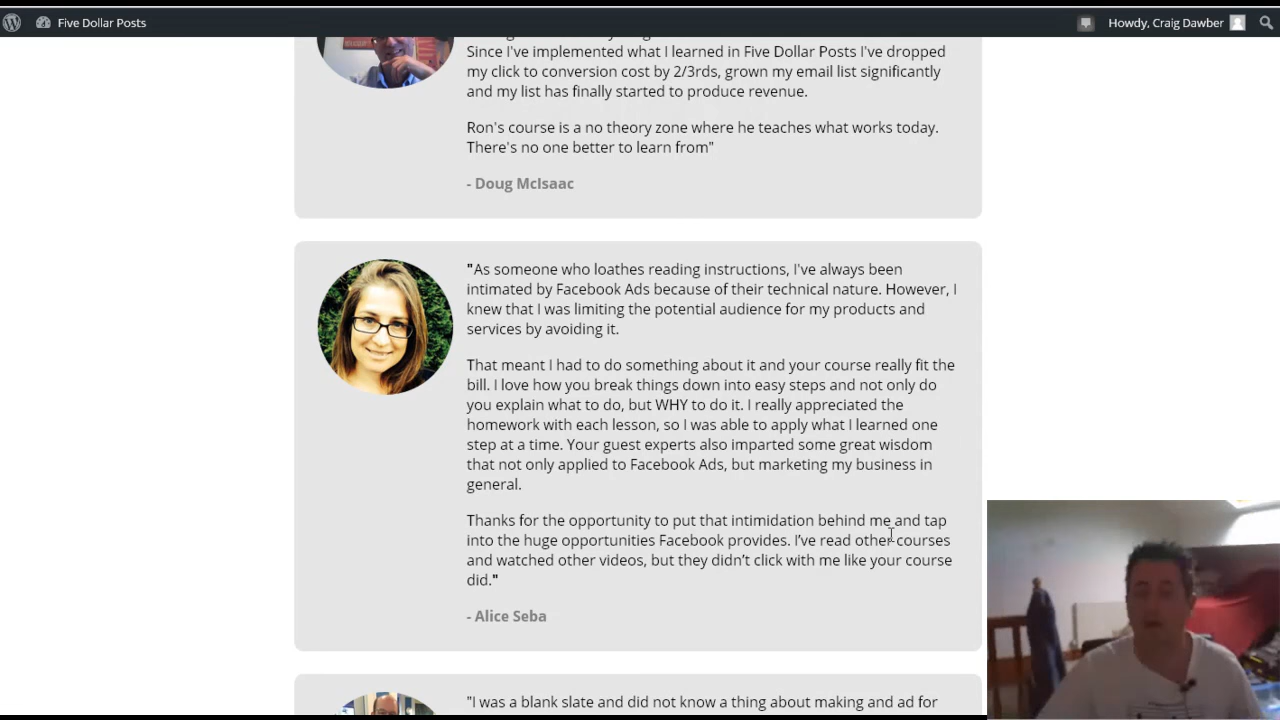 Five Dollar Posts
Howdy, Craig Dawber
Since I've implemented what I learned in Five Dollar Posts I've dropped
my click to conversion cost by 2/3rds, grown my email list significantly
and my list has finally started to produce revenue.
Ron's course is a no theory zone where he teaches what works today.
There's no one better to learn from"
- Doug McIsaac
"As someone who loathes reading instructions, I've always been
intimated by Facebook Ads because of their technical nature. However, I
knew that I was limiting the potential audience for my products and
services by avoiding it.
That meant I had to do something about it and your course really fit the
bill. I love how you break things down into easy steps and not only do
you explain what to do, but WHY to do it. I really appreciated the
homework with each lesson, so I was able to apply what I learned one
step at a time. Your guest experts also imparted some great wisdom
that not only applied to Facebook Ads, but marketing my business in
general.
Thanks for the opportunity to put that intimidation behind me and tap
into the huge opportunities Facebook provides. I've read other courses
and watched other videos, but they didn't click with me like your course
did."
- Alice Seba
"I was a blank slate and did not know a thing about making and ad for